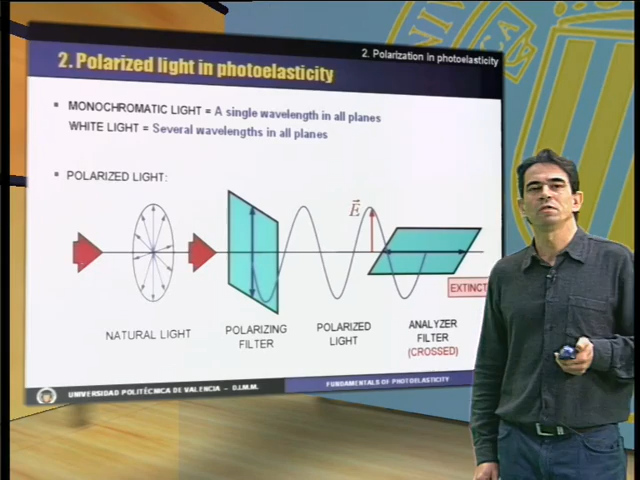 2. Polarization in photoelasticity
2. Polarized light in photoelasticity
MONOCHROMATIC LIGHT = A single wavelength in all planes
WHITE LIGHT = Several wavelengths in all planes
POLARIZED LIGHT:
E
EXTINCT
NATURAL LIGHT
POLARIZING
FILTER
POLARIZED
LIGHT
ANALYZER
FILTER
(CROSSED)
UNIVERSIDAD POLITÉCNICA DE VALENCIA - D.I.M.M.
FUNDAMENTALS OF PHOTOELASTICITY